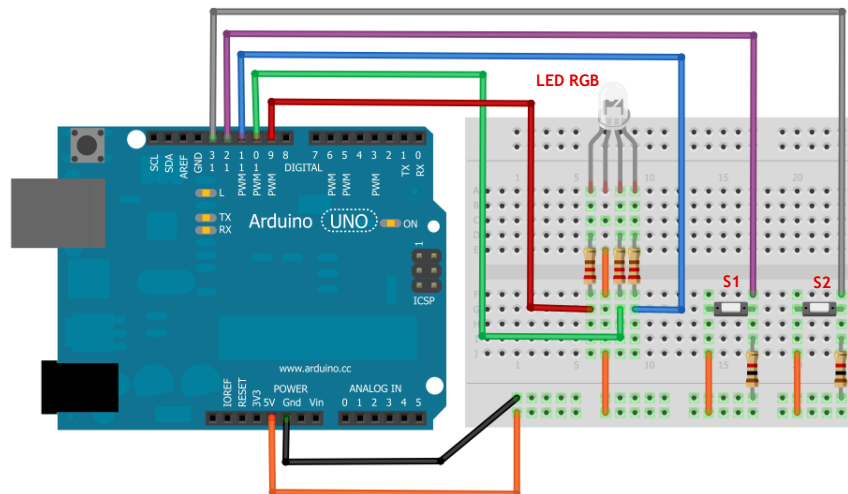 LED RGB
SCL
SDA
AREF
GND
13
12
PWM 11
PWM 10
PWM 9
8
DIGITAL
7
PWM 6
PWM 5
4
PWM 3
2
TX 1
RX 0
L
TX
RX
Arduino UNO
ON
1
ICSP
www.arduino.cc
POWER
ANALOG IN
IOREF
RESET
3V3
5V
Gnd
Vin
0 1 2 3 4 5
1 5 10 15 20
A
B
C
D
E
F
G
H
I
J
S1
S2
1 5 10 15 20